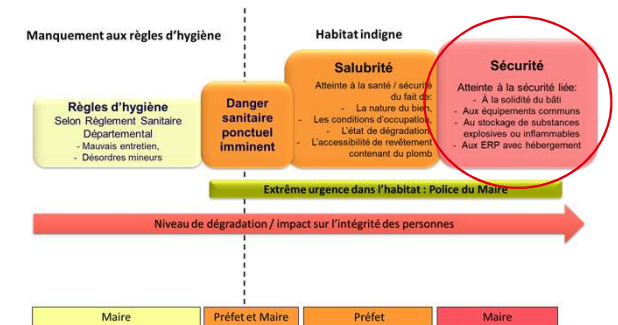 Manquement aux règles d'hygiène
Habitat indigne
Règles d'hygiène
Selon Règlement Sanitaire
Départemental
- Mauvais entretien,
- Désordres mineurs
Danger
sanitaire
ponctuel
imminent
Salubrité
Atteinte à la santé / sécurité
du fait de:
- La nature du bien,
- Les conditions d'occupation,
- L'état de dégradation,
- L'accessibilité de revêtement
contenant du plomb
Sécurité
Atteinte à la sécurité liée:
- À la solidité du bâti
- Aux équipements communs
- Au stockage de substances
explosives ou inflammables
- Aux ERP avec hébergement
Extrême urgence dans l'habitat : Police du Maire
Niveau de dégradation / impact sur l'intégrité des personnes
Maire
Préfet et Maire
Préfet
Maire